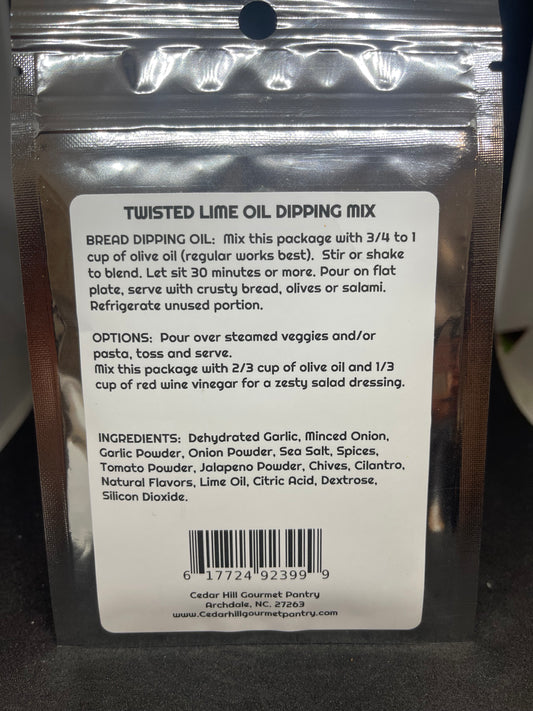 TWISTED LIME OIL DIPPING MIX
BREAD DIPPING OIL: Mix this package with 3/4 to 1
cup of olive oil (regular works best). Stir or shake
to blend. Let sit 30 minutes or more. Pour on flat
plate, serve with crusty bread, olives or salami.
Refrigerate unused portion.
OPTIONS: Pour over steamed veggies and/or
pasta, toss and serve.
Mix this package with 2/3 cup of olive oil and 1/3
cup of red wine vinegar for a zesty salad dressing.
INGREDIENTS: Dehydrated Garlic, Minced Onion,
Garlic Powder, Onion Powder, Sea Salt, Spices,
Tomato Powder, Jalapeno Powder, Chives, Cilantro,
Natural Flavors, Lime Oil, Citric Acid, Dextrose,
Silicon Dioxide.
6 17724 92399 9
Cedar Hill Gourmet Pantry
Archdale, NC. 27263
www.Cedarhillgourmetpantry.com